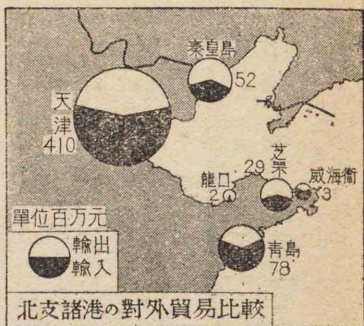 秦皇島
52
天津
410
芝罘
29
威海衞
3
龍口
2
青島
78
單位百万元
輸出
輸入
北支諸港の對外貿易比較